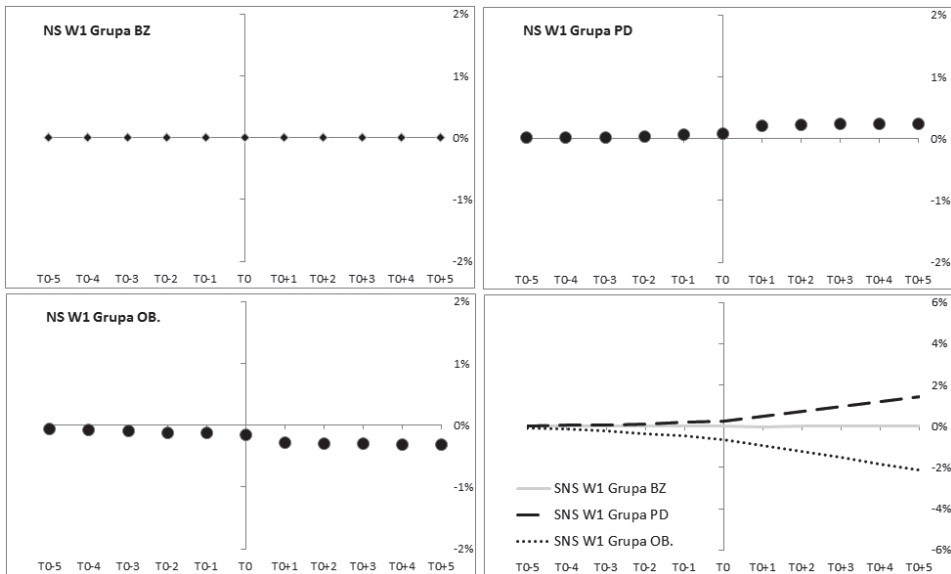 NS W1 Grupa BZ
2%
1%
0%
-1%
-2%
T0-5 T0-4 T0-3 T0-2 T0-1 T0 T0+1 T0+2 T0+3 T0+4 T0+5
NS W1 Grupa PD
2%
1%
0%
-1%
-2%
T0-5 T0-4 T0-3 T0-2 T0-1 T0 T0+1 T0+2 T0+3 T0+4 T0+5
NS W1 Grupa OB.
2%
1%
0%
-1%
-2%
T0-5 T0-4 T0-3 T0-2 T0-1 T0 T0+1 T0+2 T0+3 T0+4 T0+5
6%
4%
2%
0%
-2%
-4%
-6%
SNS W1 Grupa BZ
SNS W1 Grupa PD
SNS W1 Grupa OB.
T0-5 T0-4 T0-3 T0-2 T0-1 T0 T0+1 T0+2 T0+3 T0+4 T0+5